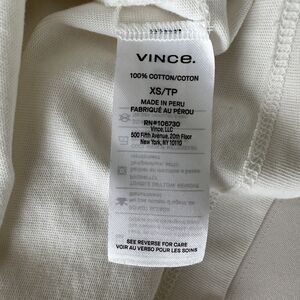 VINCE.
100% COTTON/COTON
XS/TP
MADE IN PERU
FABRIQUÉ AU PÉROU
RN#106730
Vince, LLC
500 Fifth Avenue, 20th Floor
New York, NY 10110
SEE REVERSE FOR CARE
VOIR AU VERSO POUR LES SOINS